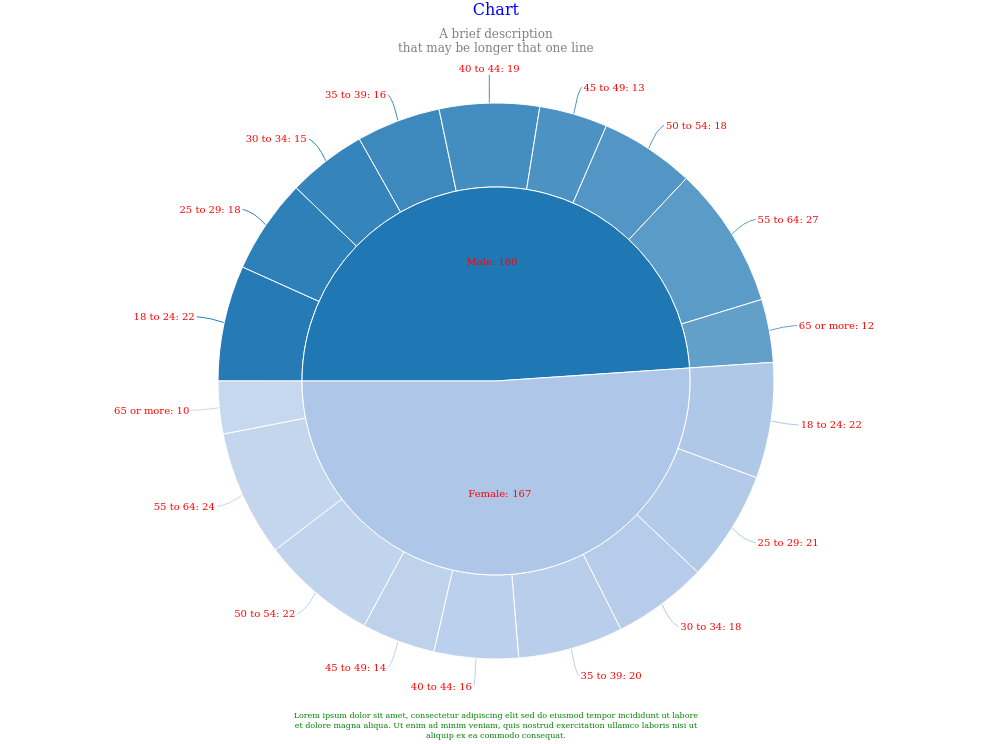 Chart
A brief description
that may be longer that one line
40 to 44: 19
45 to 49: 13
35 to 39: 16
50 to 54: 18
30 to 34: 15
25 to 29: 18
55 to 64: 27
Male: 160
18 to 24: 22
65 or more: 12
65 or more: 10
18 to 24: 22
Female: 167
55 to 64: 24
25 to 29: 21
50 to 54: 22
30 to 34: 18
45 to 49: 14
35 to 39: 20
40 to 44: 16
Lorem ipsum dolor sit amet, consectetur adipiscing elit sed do eiusmod tempor incididunt ut labore
et dolore magna aliqua. Ut enim ad minim veniam, quis nostrud exercitation ullamco laboris nisi ut
aliquip ex ea commodo consequat.